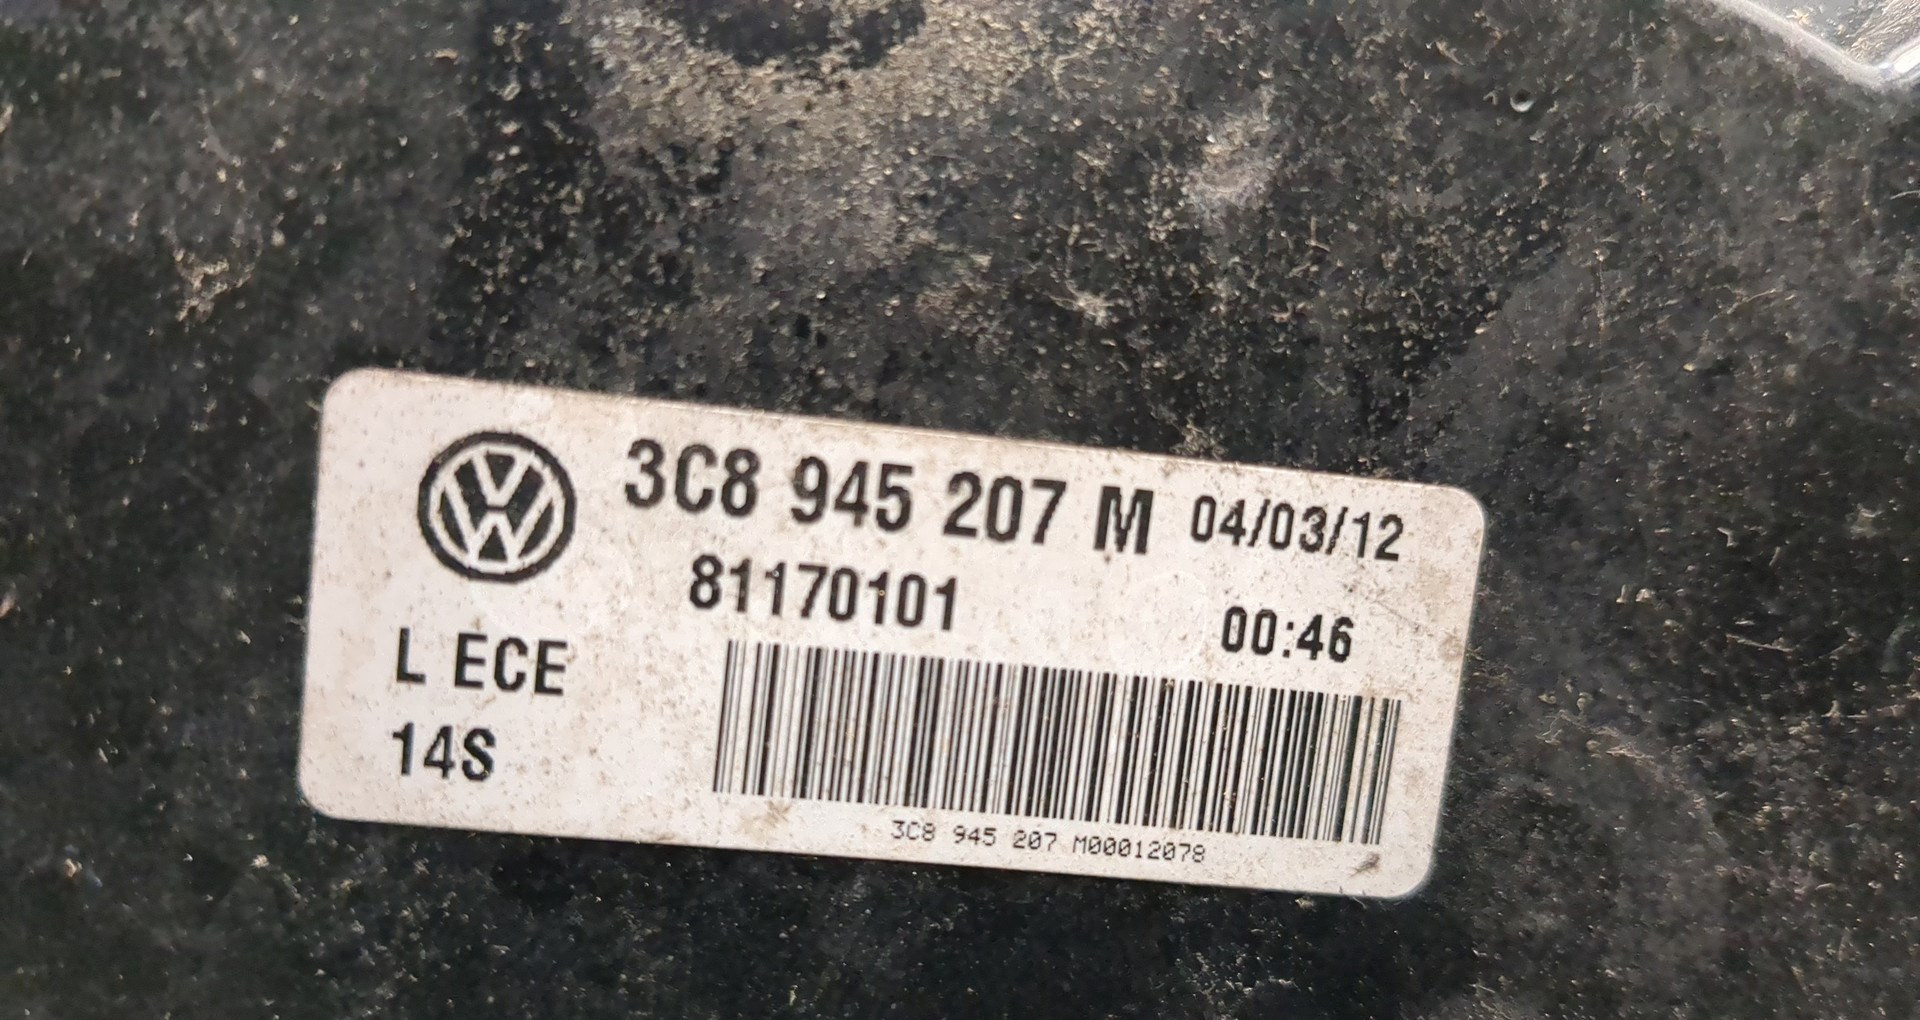 3C8 945 207 M 04/03/12
81170101 00:46
L ECE
14S
3C8 945 207 M00012078